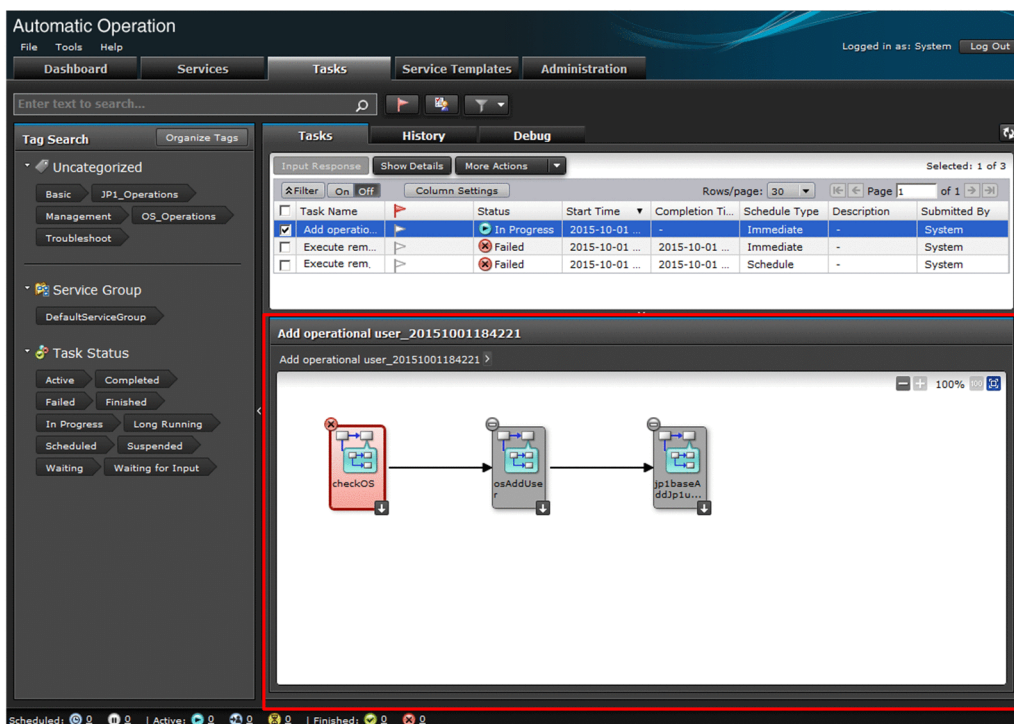 Automatic Operation
File Tools Help
Logged in as: System Log Out
Dashboard Services Tasks Service Templates Administration
Enter text to search...
Tag Search Organize Tags
Uncategorized
Basic JP1_Operations
Management OS_Operations
Troubleshoot
Service Group
DefaultServiceGroup
Task Status
Active Completed
Failed Finished
In Progress Long Running
Scheduled Suspended
Waiting Waiting for Input
Tasks History Debug
Input Response Show Details More Actions Selected: 1 of 3
Filter On Off Column Settings Rows/page: 30 Page 1 of 1
Task Name Status Start Time Completion Ti... Schedule Type Description Submitted By
Add operatio... In Progress 2015-10-01 ... - Immediate - System
Execute rem... Failed 2015-10-01 ... 2015-10-01 ... Immediate - System
Execute rem. Failed 2015-10-01 ... 2015-10-01 ... Schedule - System
Add operational user_20151001184221
Add operational user_20151001184221 >
100% 100
checkOS
osAddUse
r
jp1baseA
ddJp1u...
Scheduled: 0 0 | Active: 0 0 0 | Finished: 0 0